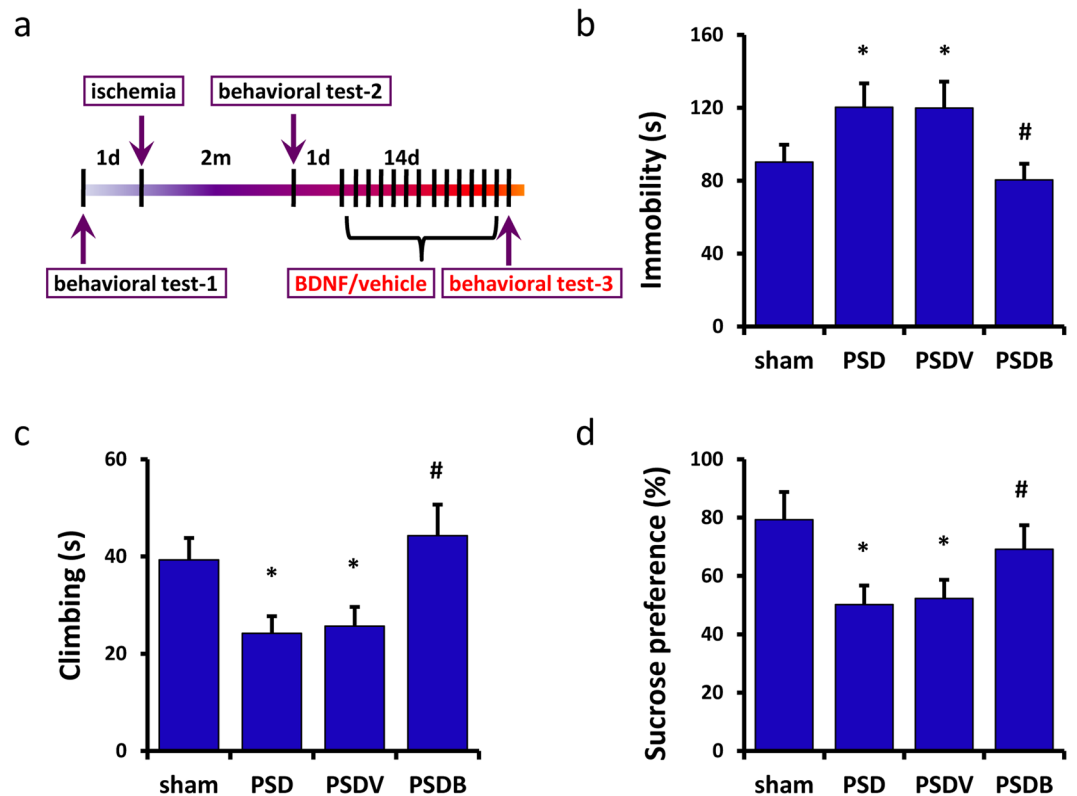 a
ischemia
behavioral test-2
1d
2m
1d
14d
behavioral test-1
BDNF/vehicle
behavioral test-3
b
Immobility (s)
160
120
80
40
0
*
*
#
sham
PSD
PSDV
PSDB
c
Climbing (s)
60
40
20
0
*
*
#
sham
PSD
PSDV
PSDB
d
Sucrose preference (%)
100
80
60
40
20
0
*
*
#
sham
PSD
PSDV
PSDB